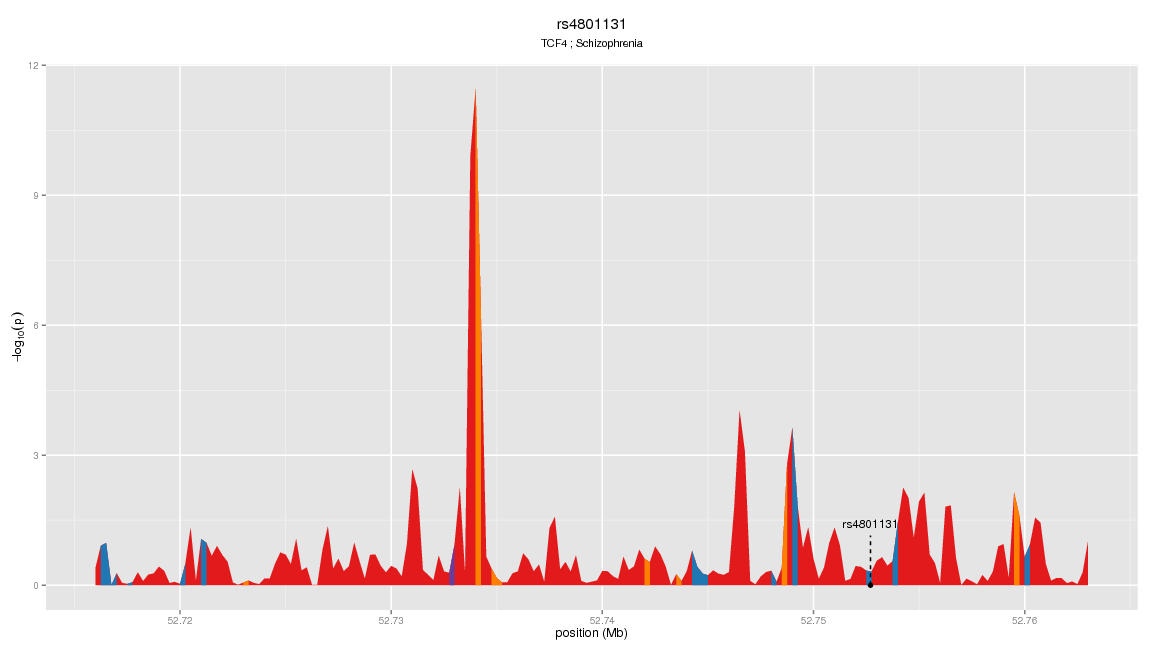 rs4801131
TCF4 ; Schizophrenia
12
9
6
3
0
−log10(p)
rs4801131
52.72 52.73 52.74 52.75 52.76
position (Mb)